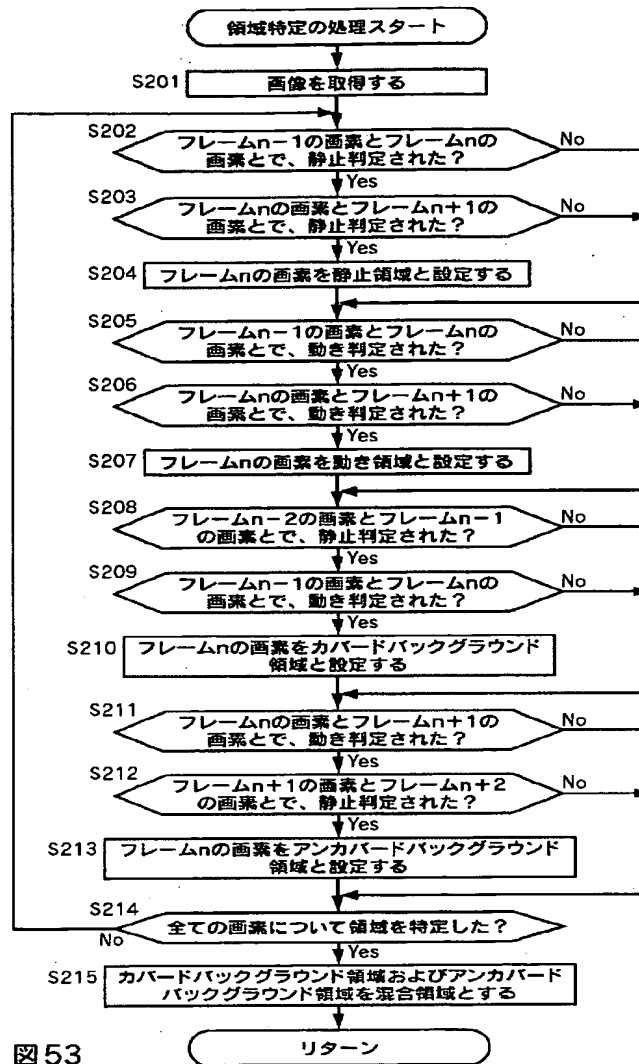 領域特定の処理スタート
S201
画像を取得する
S202
フレームn-1の画素とフレームnの
画素とで、静止判定された?
No
Yes
S203
フレームnの画素とフレームn+1の
画素とで、静止判定された?
No
Yes
S204
フレームnの画素を静止領域と設定する
S205
フレームn-1の画素とフレームnの
画素とで、動き判定された?
No
Yes
S206
フレームnの画素とフレームn+1の
画素とで、動き判定された?
No
Yes
S207
フレームnの画素を動き領域と設定する
S208
フレームn-2の画素とフレームn-1
の画素とで、静止判定された?
No
Yes
S209
フレームn-1の画素とフレームnの
画素とで、動き判定された?
No
Yes
S210
フレームnの画素をカバードバックグラウンド
領域と設定する
S211
フレームnの画素とフレームn+1の
画素とで、動き判定された?
No
Yes
S212
フレームn+1の画素とフレームn+2
の画素とで、静止判定された?
No
Yes
S213
フレームnの画素をアンカバードバックグラウンド
領域と設定する
S214
全ての画素について領域を特定した?
No
Yes
S215
カバードバックグラウンド領域およびアンカバード
バックグラウンド領域を混合領域とする
リターン
図53